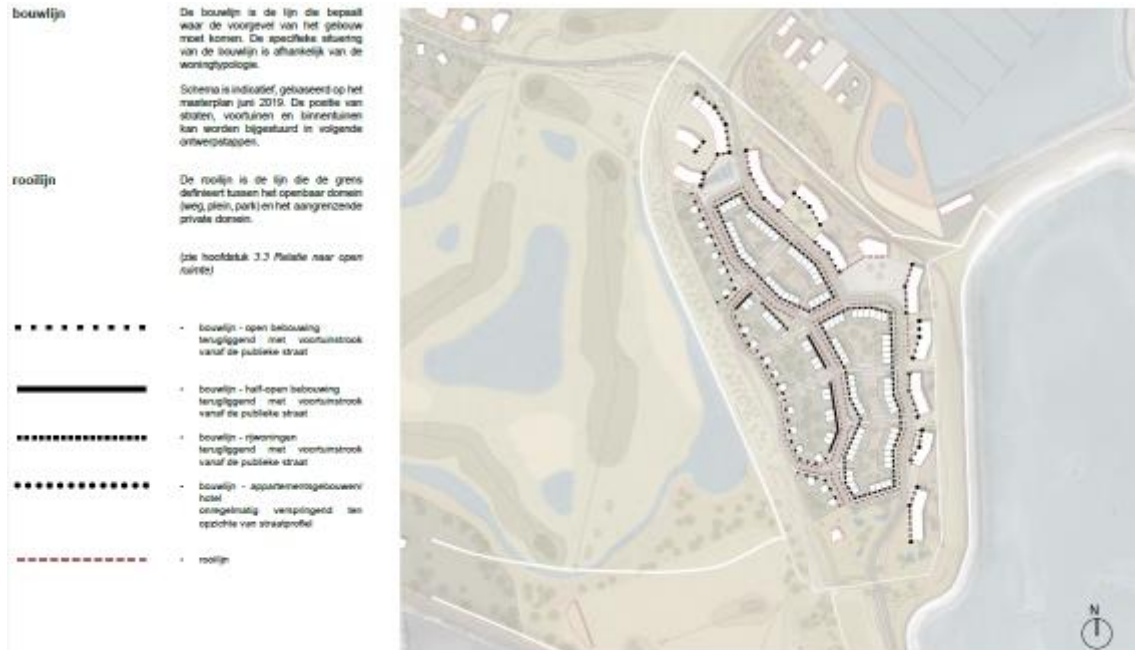 bouwlijn
De bouwlijn is de lijn die bepaalt
waar de voorgevel van het gebouw
moet komen. De specifieke situering
van de bouwlijn is afhankelijk van de
woningtypologie.
Schema is indicatief, gebaseerd op het
masterplan juni 2019. De positie van
straten, voortuinen en binnentuinen
kan worden bijgestuurd in volgende
ontwerpstappen.
rooilijn
De rooilijn is de lijn die de grens
definieert tussen het openbaar domein
(weg, plein, park) en het aangrenzende
private domein.
(zie hoofdstuk 3.3 Relatie naar open
ruimte)
- bouwlijn - open bebouwing
terugliggend met voortuinstrook
vanaf de publieke straat
- bouwlijn - half-open bebouwing
terugliggend met voortuinstrook
vanaf de publieke straat
- bouwlijn - rijwoningen
terugliggend met voortuinstrook
vanaf de publieke straat
- bouwlijn - appartementsgebouwen/
hotel
onregelmatig verspringend ten
opzichte van straatprofiel
- rooilijn
N